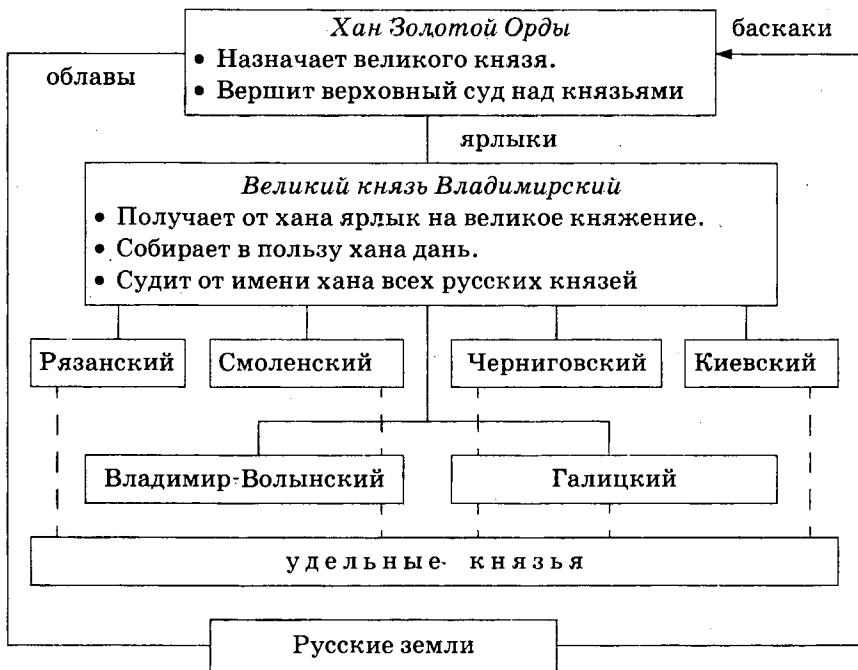 Хан Золотой Орды
баскаки
• Назначает великого князя.
облавы
• Вершит верховный суд над князьями
ярлыки
Великий князь Владимирский
• Получает от хана ярлык на великое княжение.
• Собирает в пользу хана дань.
• Судит от имени хана всех русских князей
Рязанский
Смоленский
Черниговский
Киевский
Владимир-Волынский
Галицкий
удельные князья
Русские земли